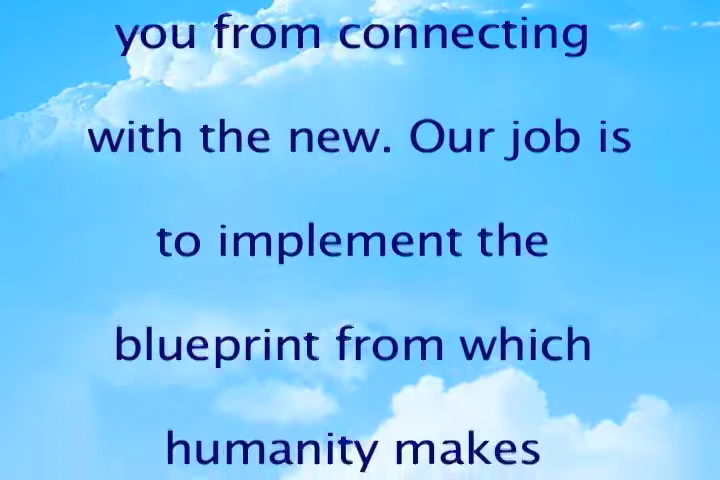 you from connecting
with the new. Our job is
to implement the
blueprint from which
humanity makes